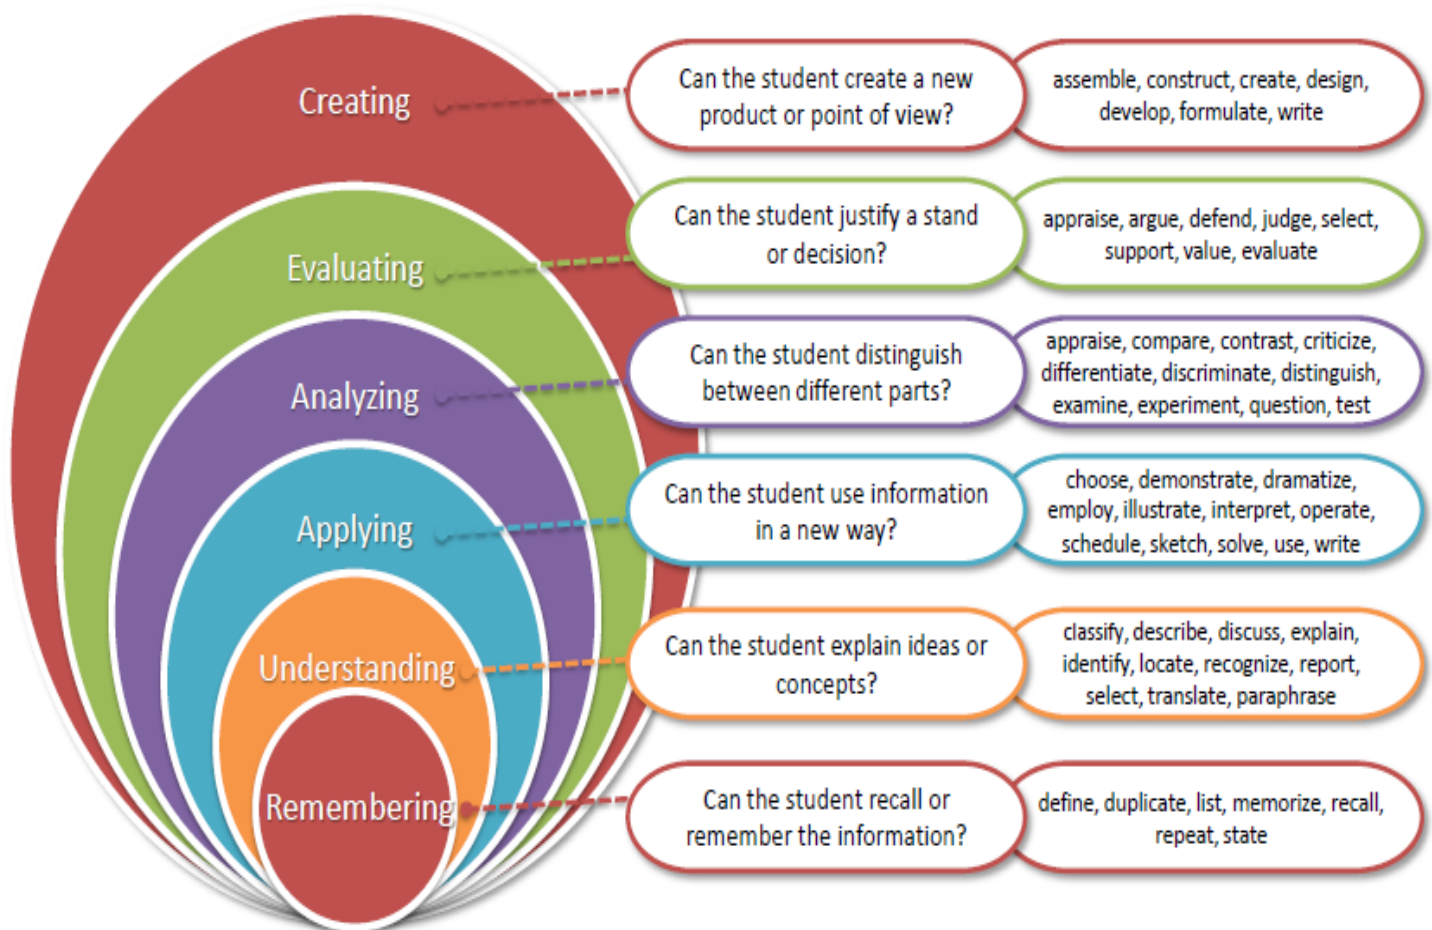 Creating
Can the student create a new
product or point of view?
assemble, construct, create, design,
develop, formulate, write
Evaluating
Can the student justify a stand
or decision?
appraise, argue, defend, judge, select,
support, value, evaluate
Analyzing
Can the student distinguish
between different parts?
appraise, compare, contrast, criticize,
differentiate, discriminate, distinguish,
examine, experiment, question, test
Applying
Can the student use information
in a new way?
choose, demonstrate, dramatize,
employ, illustrate, interpret, operate,
schedule, sketch, solve, use, write
Understanding
Can the student explain ideas or
concepts?
classify, describe, discuss, explain,
identify, locate, recognize, report,
select, translate, paraphrase
Remembering
Can the student recall or
remember the information?
define, duplicate, list, memorize, recall,
repeat, state